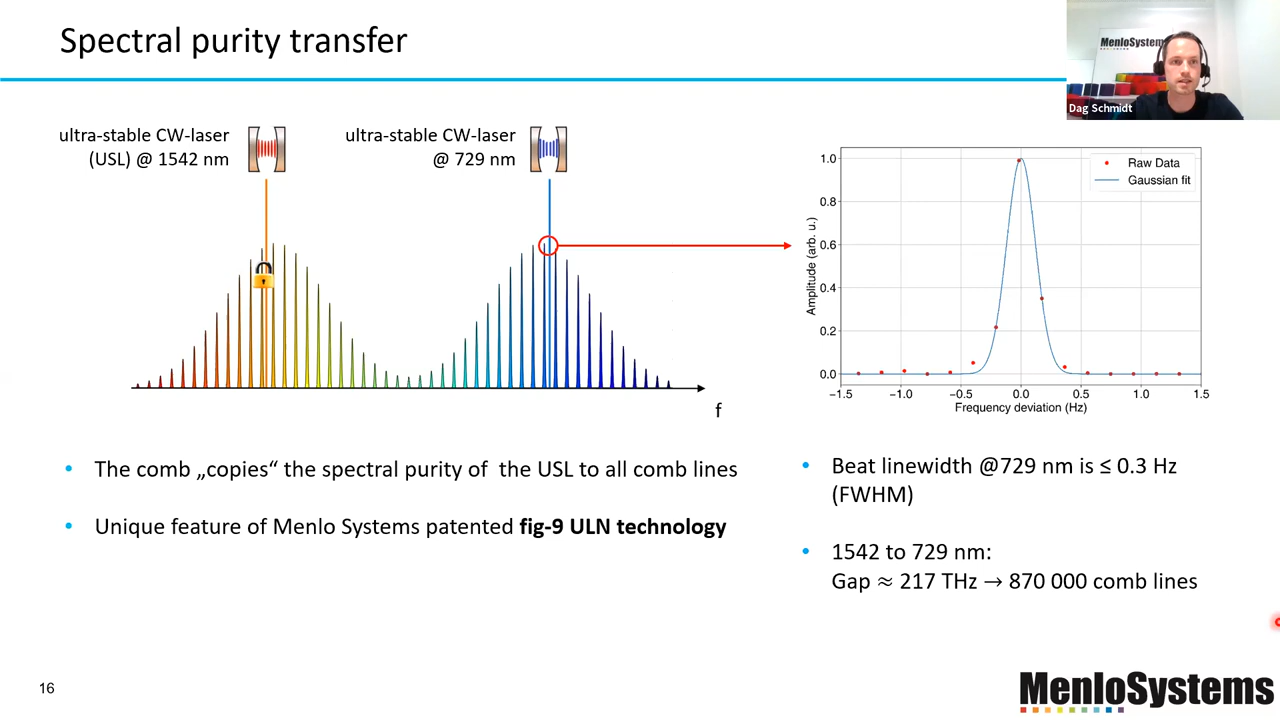 Spectral purity transfer
MenloSystems
Dag Schmidt
ultra-stable CW-laser
(USL) @ 1542 nm
ultra-stable CW-laser
@ 729 nm
f
Raw Data
Gaussian fit
1.0
0.8
0.6
0.4
0.2
0.0
Amplitude (arb. u.)
−1.5 −1.0 −0.5 0.0 0.5 1.0 1.5
Frequency deviation (Hz)
• The comb „copies“ the spectral purity of the USL to all comb lines
• Unique feature of Menlo Systems patented fig-9 ULN technology
• Beat linewidth @729 nm is ≤ 0.3 Hz
(FWHM)
• 1542 to 729 nm:
Gap ≈ 217 THz → 870 000 comb lines
16
MenloSystems